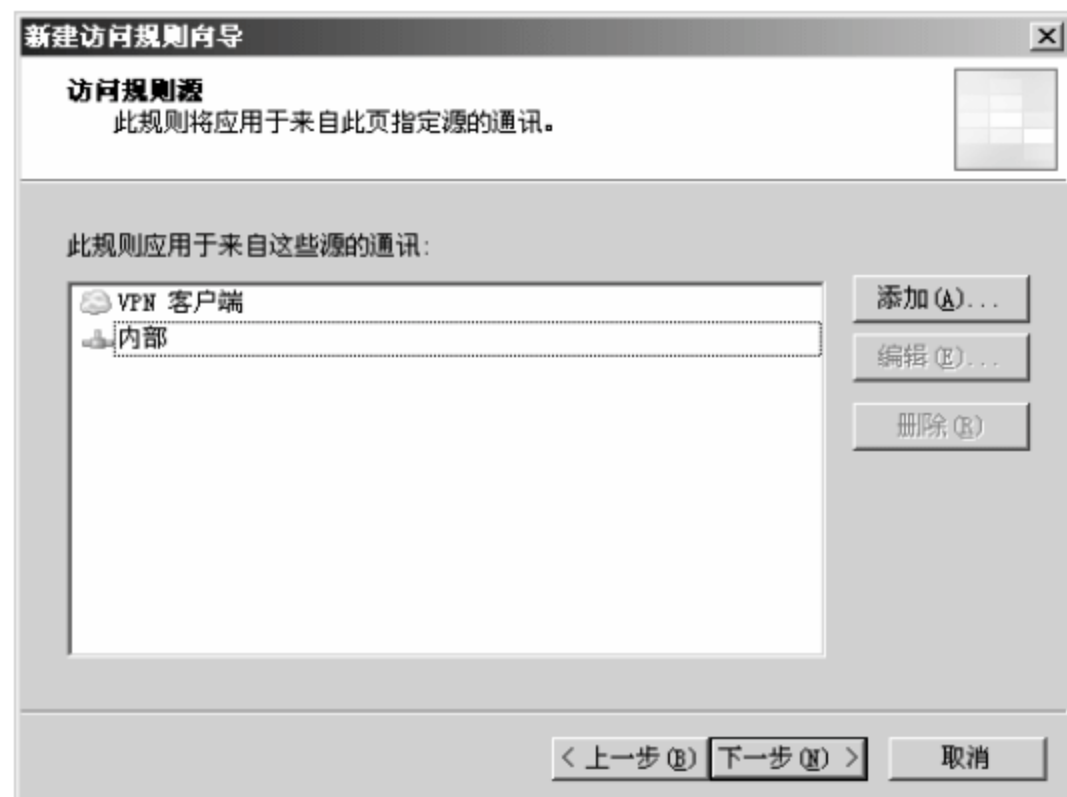 新建访问规则向导
访问规则源
此规则将应用于来自此页指定源的通讯。
此规则应用于来自这些源的通讯:
VPN 客户端
内部
添加(A)...
编辑(E)...
删除(R)
< 上一步(B)
下一步(N) >
取消